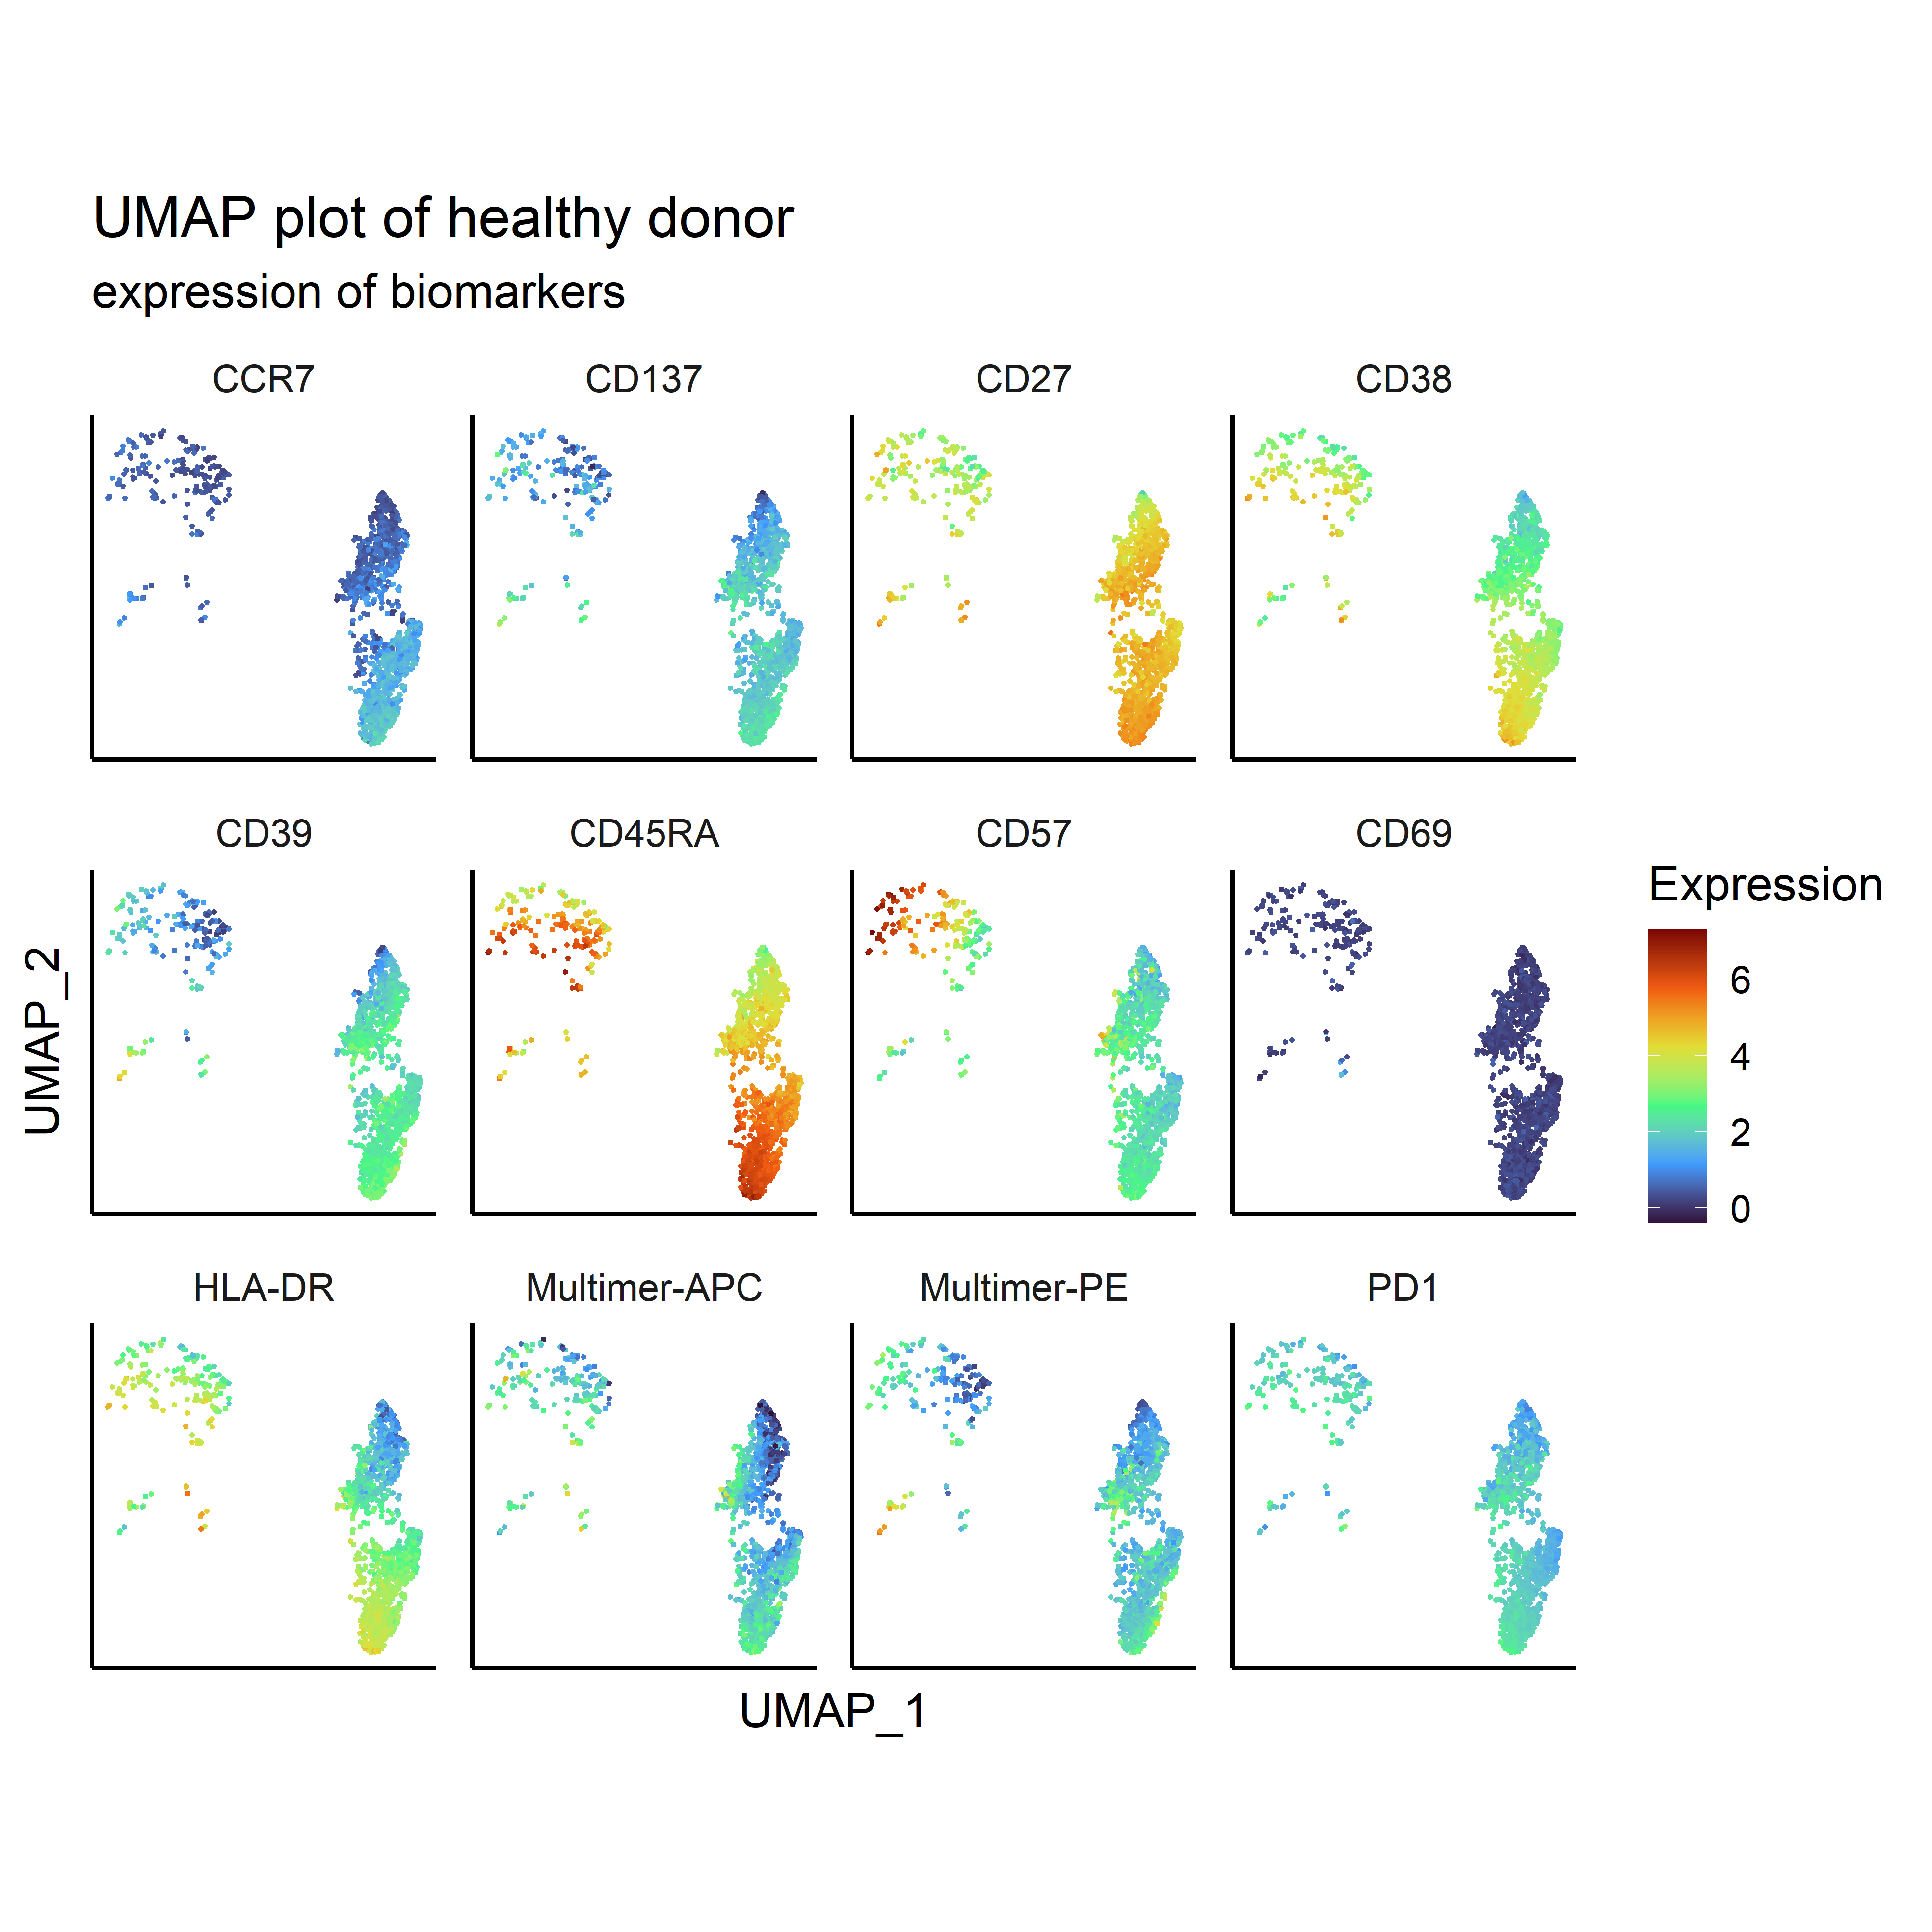 UMAP plot of healthy donor
expression of biomarkers
CCR7 CD137 CD27 CD38
CD39 CD45RA CD57 CD69
HLA-DR Multimer-APC Multimer-PE PD1
UMAP_2
UMAP_1
Expression
6
4
2
0